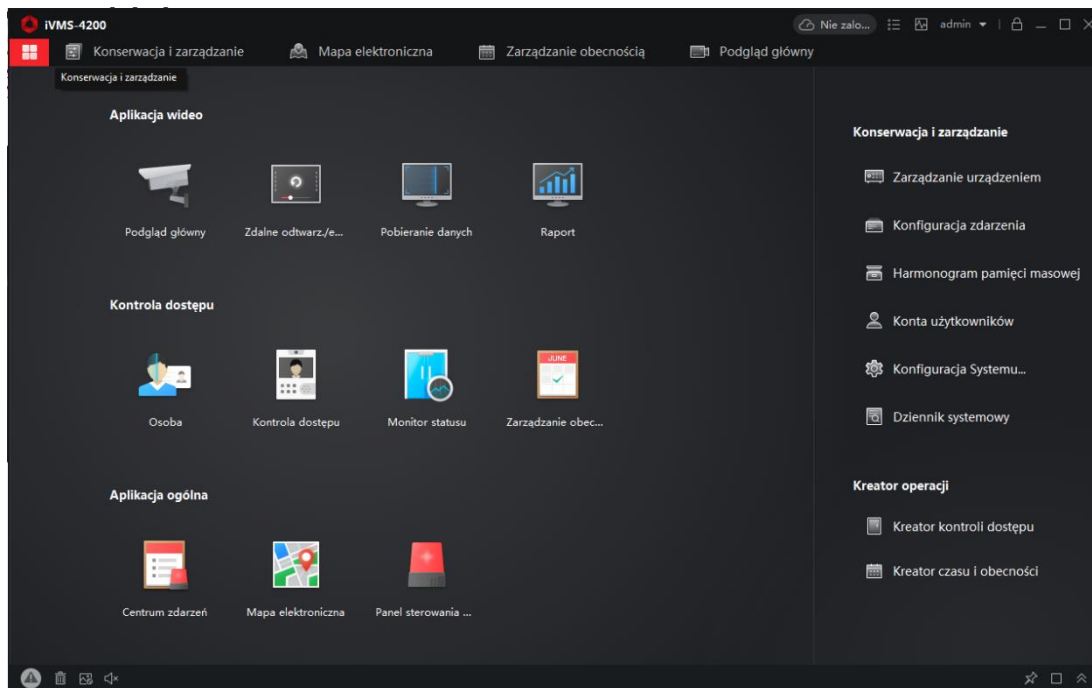 iVMS-4200
Nie zalo...
admin
Konserwacja i zarządzanie
Mapa elektroniczna
Zarządzanie obecnością
Podgląd główny
Konserwacja i zarządzanie
Aplikacja wideo
Podgląd główny
Zdalne odtwarz./e...
Pobieranie danych
Raport
Kontrola dostępu
JUNE
Osoba
Kontrola dostępu
Monitor statusu
Zarządzanie obec...
Aplikacja ogólna
Centrum zdarzeń
Mapa elektroniczna
Panel sterowania ...
Konserwacja i zarządzanie
Zarządzanie urządzeniem
Konfiguracja zdarzenia
Harmonogram pamięci masowej
Konta użytkowników
Konfiguracja Systemu...
Dziennik systemowy
Kreator operacji
Kreator kontroli dostępu
Kreator czasu i obecności